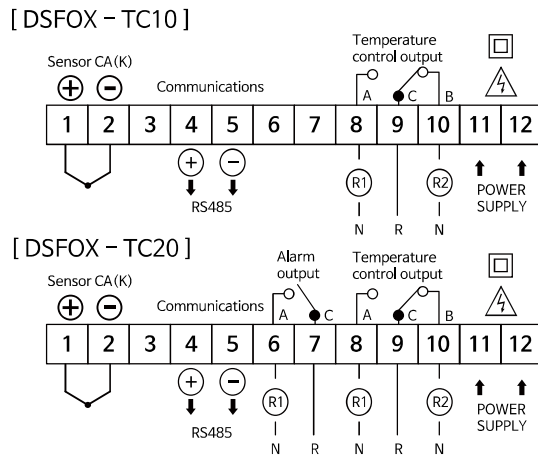 [ DSFOX - TC10 ]
Temperature
control output
Sensor CA(K)
Communications
+ −
A C B
1 2 3 4 5 6 7 8 9 10 11 12
+ −
R1 R2
RS485
POWER
SUPPLY
N R N
[ DSFOX - TC20 ]
Alarm
output
Temperature
control output
Sensor CA(K)
Communications
+ −
A C A C B
1 2 3 4 5 6 7 8 9 10 11 12
+ −
R1 R1 R2
RS485
POWER
SUPPLY
N R N R N